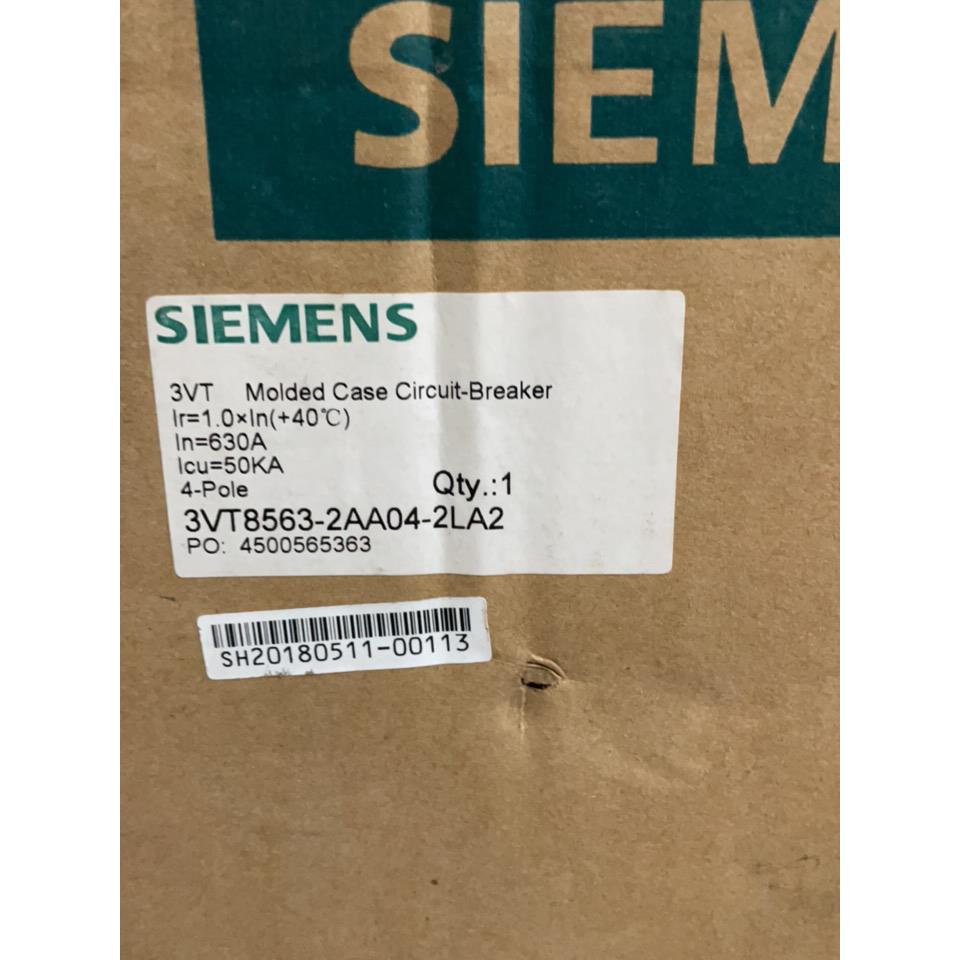 SIEM
SIEMENS
3VT Molded Case Circuit-Breaker
Ir=1.0×In(+40℃)
In=630A
Icu=50KA
4-Pole Qty.:1
3VT8563-2AA04-2LA2
PO: 4500565363
SH20180511-00113